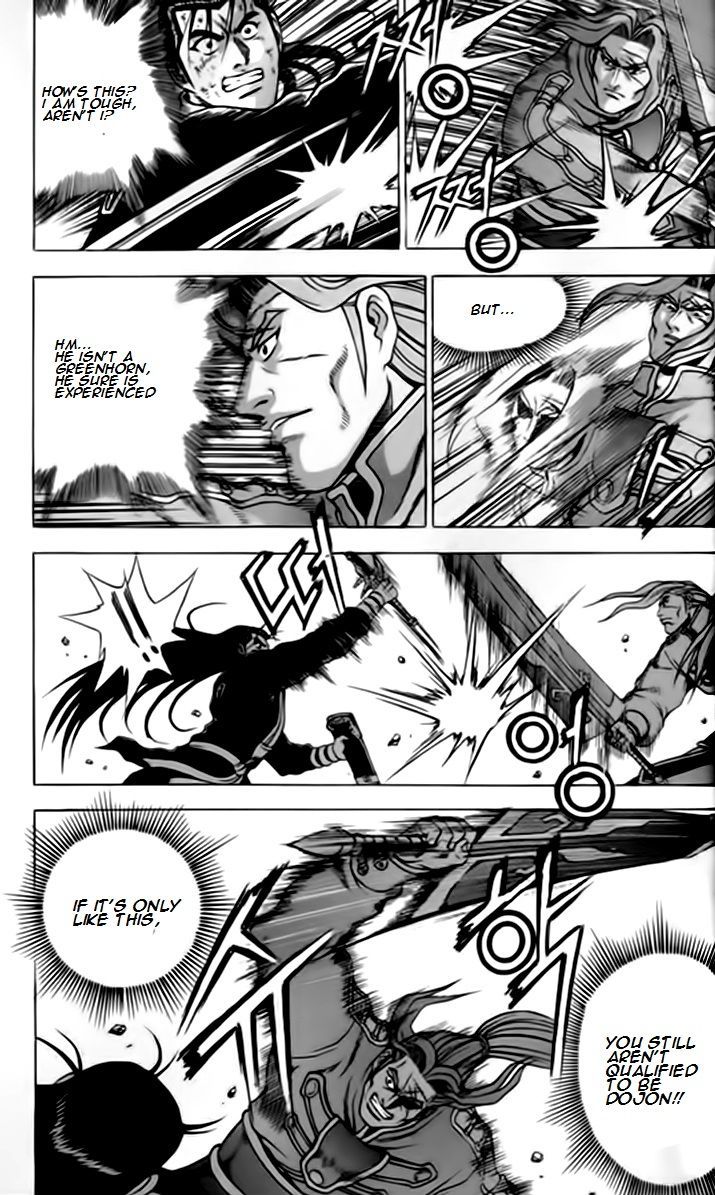 HOW'S THIS?
I AM TOUGH,
AREN'T I?
HM...
HE ISN'T A
GREENHORN,
HE SURE IS
EXPERIENCED
BUT...
!!
IF IT'S ONLY
LIKE THIS,
YOU STILL
AREN'T
QUALIFIED
TO BE
DOJON!!